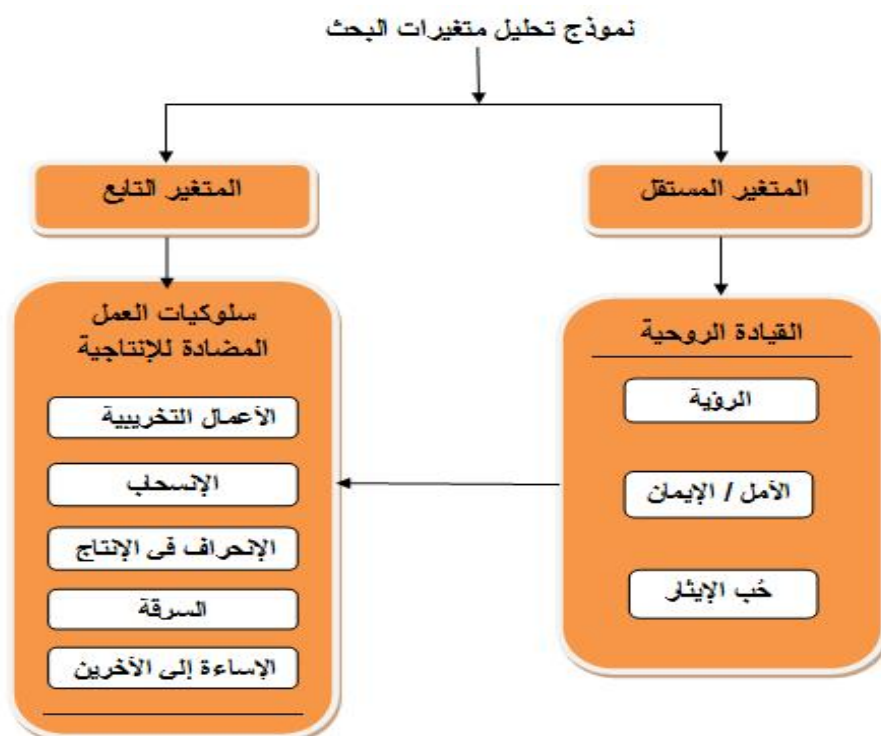 نموذج تحليل متغيرات البحث
المتغير المستقل
المتغير التابع
القيادة الروحية
الرؤية
الأمل / الإيمان
حُب الإيثار
سلوكيات العمل
المضادة للإنتاجية
الأعمال التخريبية
الإنسحاب
الإنحراف فى الإنتاج
السرقة
الإساءة إلى الآخرين